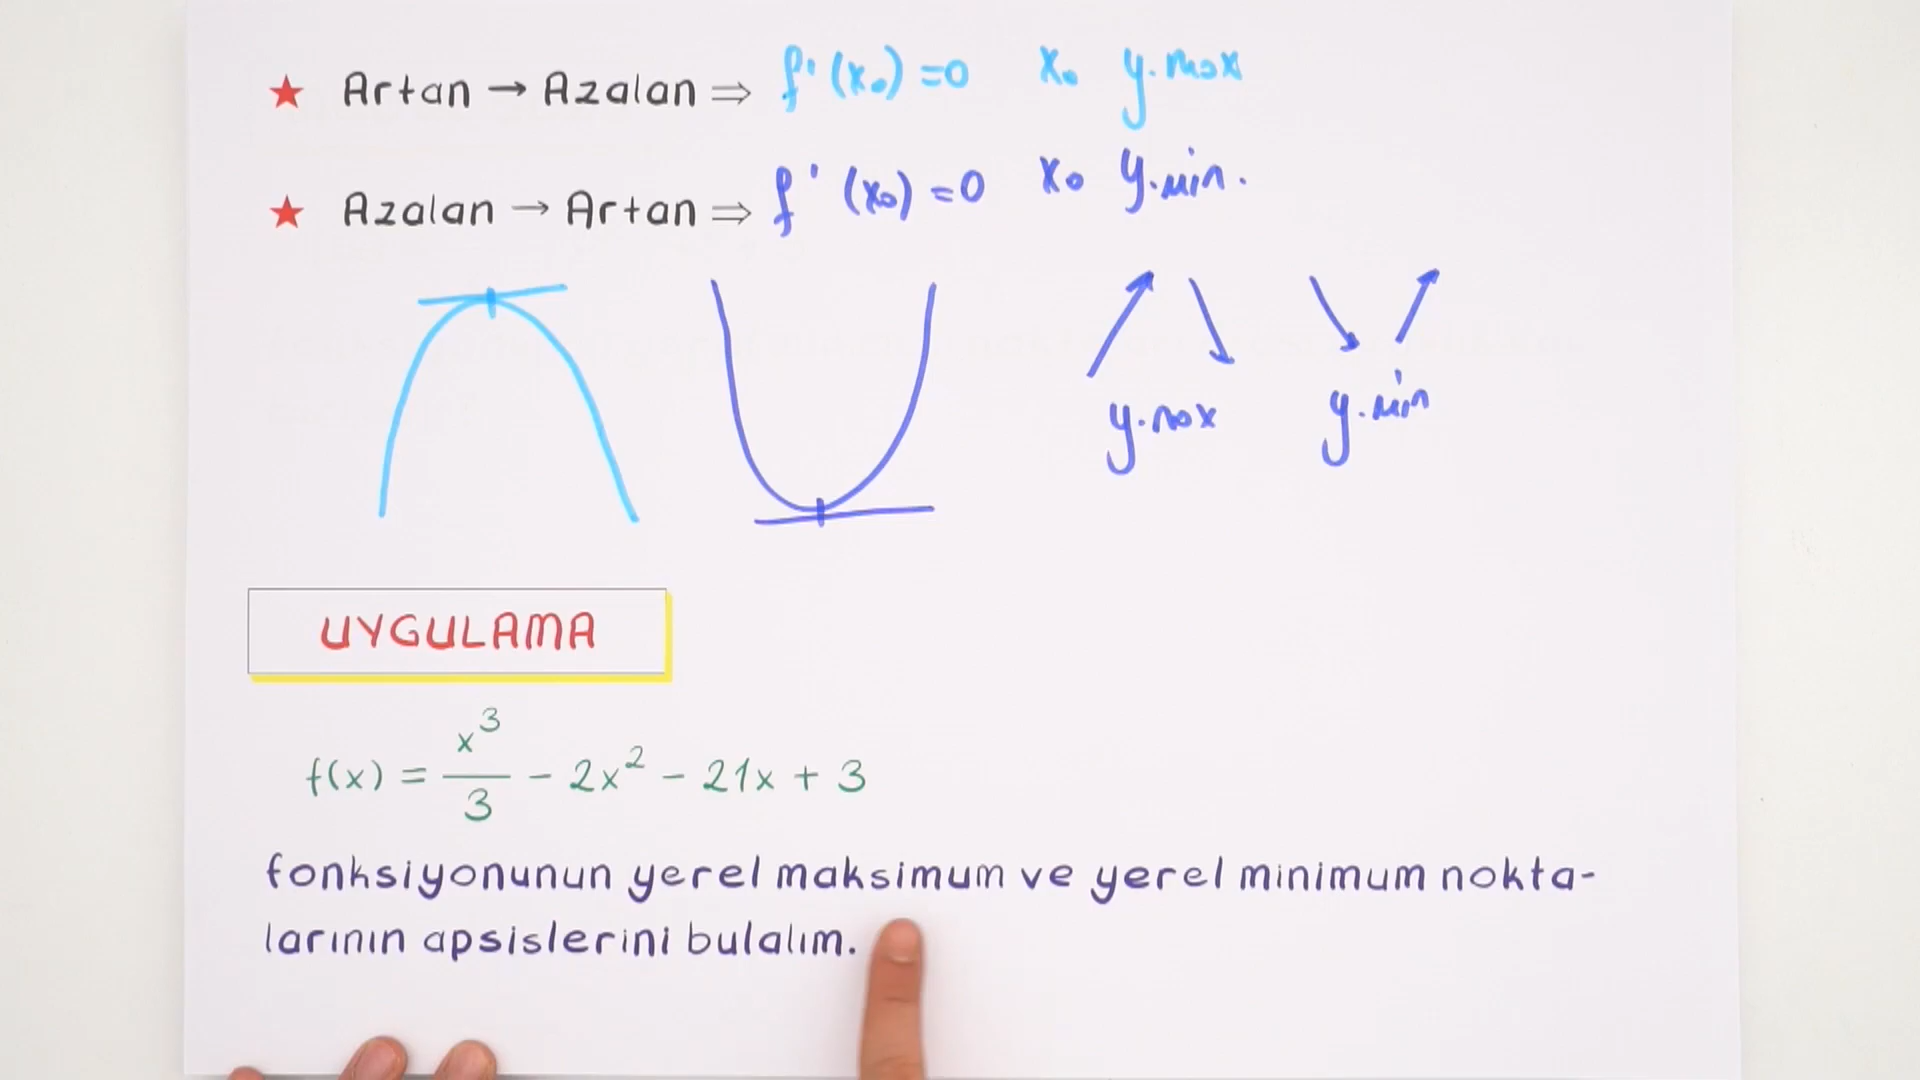 ★ Artan → Azalan ⇒ f'(x₀) = 0 x₀ y.max
★ Azalan → Artan ⇒ f'(x₀) = 0 x₀ y.min.
y.max y.min
UYGULAMA
f(x) = x³/3 - 2x² - 21x + 3
fonksiyonunun yerel maksimum ve yerel minimum nokta-
larının apsislerini bulalım.